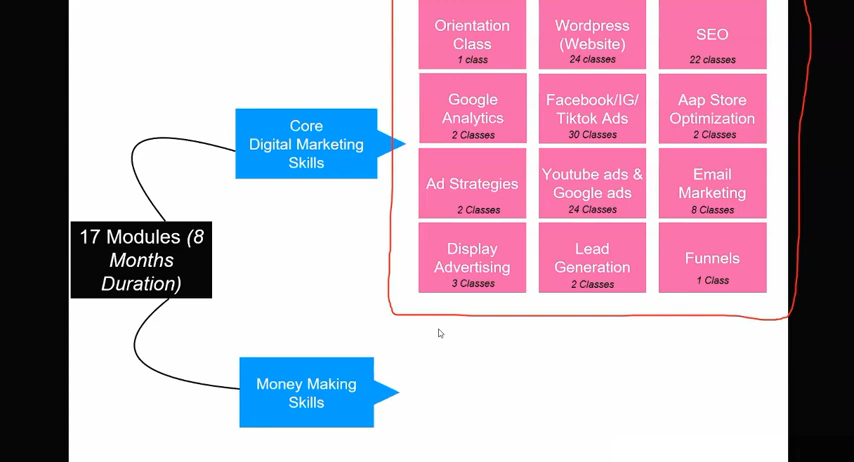 Orientation
Class
1 class
Wordpress
(Website)
24 classes
SEO
22 classes
Google
Analytics
2 Classes
Facebook/IG/
Tiktok Ads
30 Classes
Aap Store
Optimization
2 Classes
Core
Digital Marketing
Skills
Ad Strategies
2 Classes
Youtube ads &
Google ads
24 Classes
Email
Marketing
8 Classes
17 Modules (8
Months
Duration)
Display
Advertising
3 Classes
Lead
Generation
2 Classes
Funnels
1 Class
Money Making
Skills